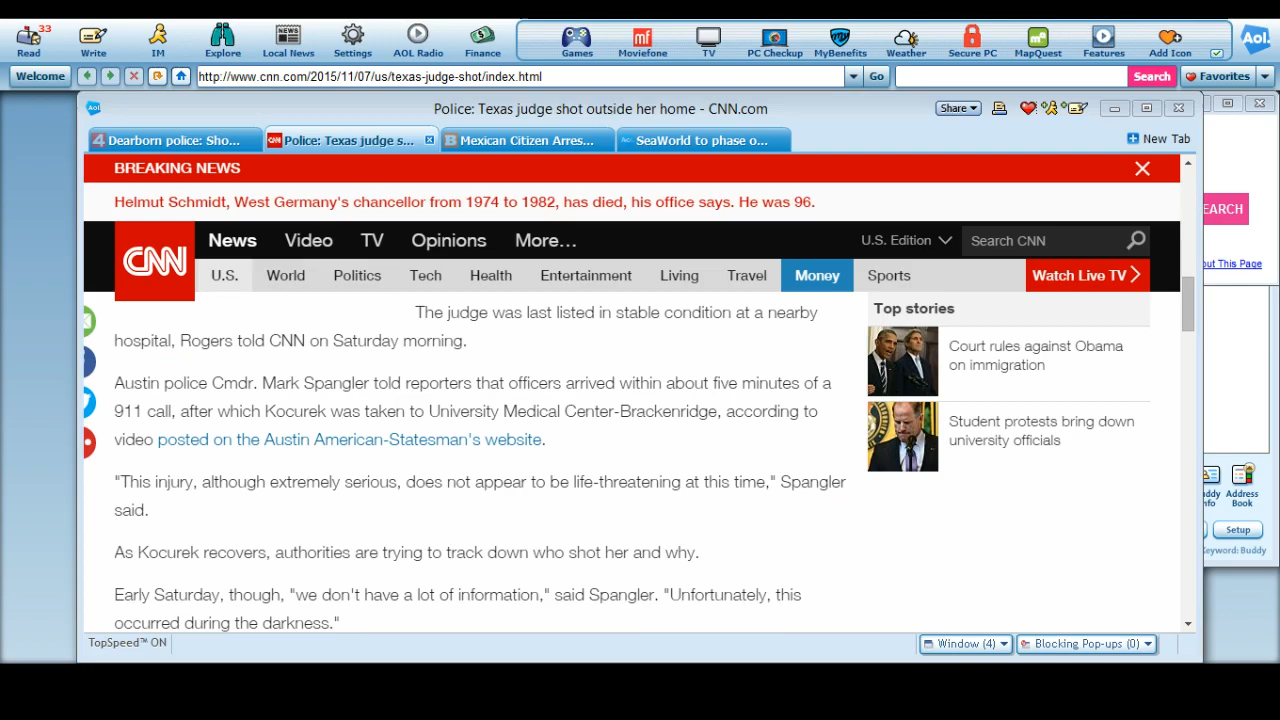 33
Read Write IM Explore Local News Settings AOL Radio Finance Games Moviefone TV PC Checkup MyBenefits Weather Secure PC MapQuest Features Add Icon Aol.
Welcome http://www.cnn.com/2015/11/07/us/texas-judge-shot/index.html Go Search Favorites
Aol Police: Texas judge shot outside her home - CNN.com Share
4 Dearborn police: Sho... CNN Police: Texas judge s... B Mexican Citizen Arres... SeaWorld to phase o... New Tab
BREAKING NEWS
Helmut Schmidt, West Germany's chancellor from 1974 to 1982, has died, his office says. He was 96.
CNN
News Video TV Opinions More... U.S. Edition Search CNN
U.S. World Politics Tech Health Entertainment Living Travel Money Sports Watch Live TV
The judge was last listed in stable condition at a nearby
hospital, Rogers told CNN on Saturday morning.
Austin police Cmdr. Mark Spangler told reporters that officers arrived within about five minutes of a
911 call, after which Kocurek was taken to University Medical Center-Brackenridge, according to
video posted on the Austin American-Statesman's website.
"This injury, although extremely serious, does not appear to be life-threatening at this time," Spangler
said.
As Kocurek recovers, authorities are trying to track down who shot her and why.
Early Saturday, though, "we don't have a lot of information," said Spangler. "Unfortunately, this
occurred during the darkness."
Top stories
Court rules against Obama
on immigration
Student protests bring down
university officials
EARCH
out This Page
uddy
nfo
Address
Book
Setup
eyword: Buddy
TopSpeed™ ON Window (4) Blocking Pop-ups (0)